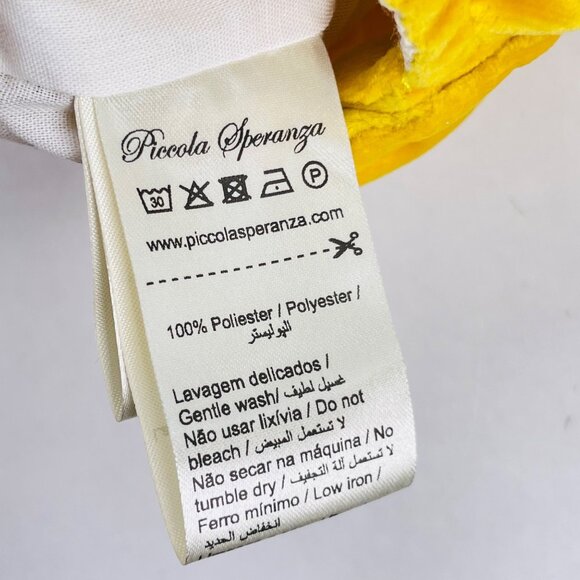 Piccola Speranza
30 P
www.piccolasperanza.com
100% Poliester / Polyester /
البوليستر
Lavagem delicados /
Gentle wash/ غسيل لطيف /
Não usar lixívia / Do not
bleach / لا تستعمل المبيض
Não secar na máquina / No
tumble dry / لا تستعمل آلة التجفيف
Ferro mínimo / Low iron /
انخفاض الحديد